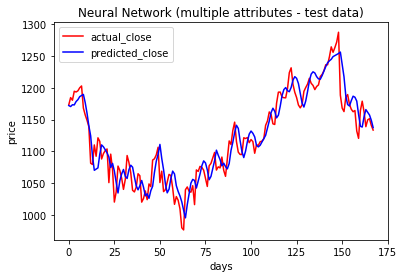 Neural Network (multiple attributes - test data)
actual_close
predicted_close
price
1300
1250
1200
1150
1100
1050
1000
0 25 50 75 100 125 150 175
days